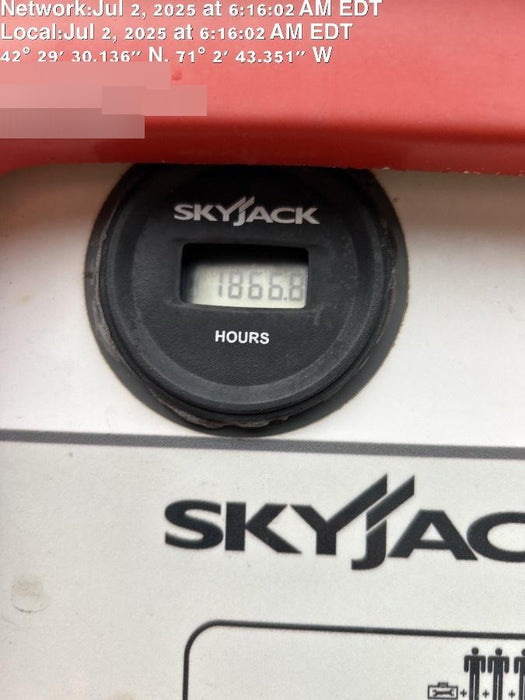 Network:Jul 2, 2025 at 6:16:02 AM EDT
Local:Jul 2, 2025 at 6:16:02 AM EDT
42° 29' 30.136" N. 71° 2' 43.351" W
SKYJACK
1866.8
HOURS
SKYJAC